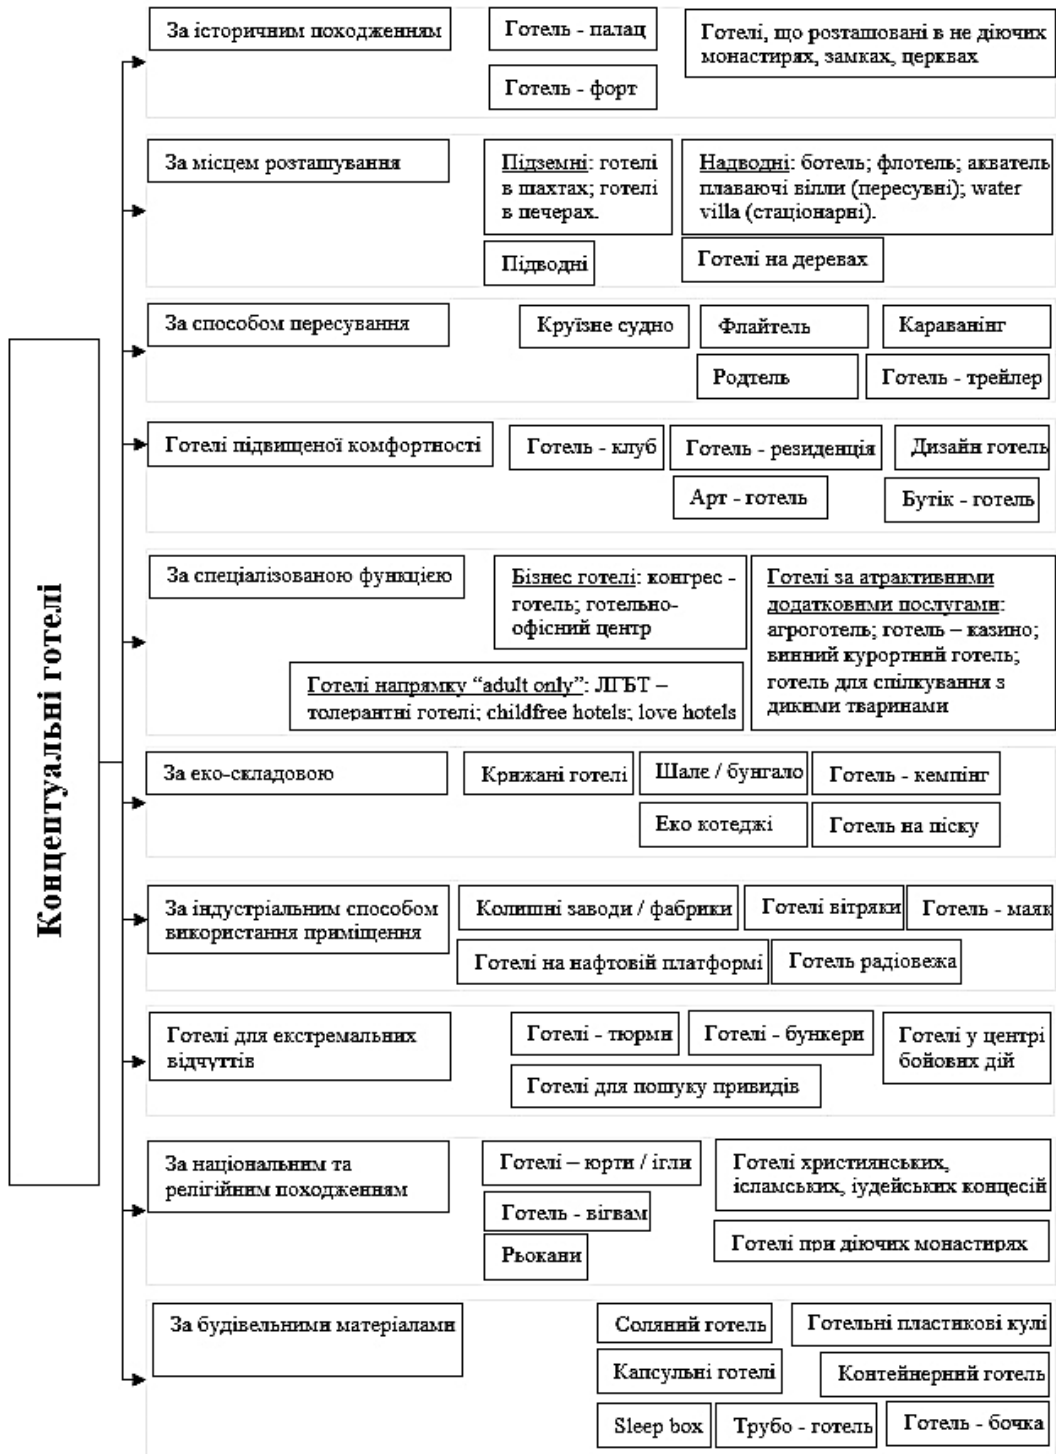 Концептуальні готелі
За історичним походженням
Готель - палац
Готелі, що розташовані в не діючих
монастирях, замках, церквах
Готель - форт
За місцем розташування
Підземні: готелі
в шахтах; готелі
в печерах.
Надводні: ботель; флотель; акватель
плаваючі вілли (пересувні); water
villa (стаціонарні).
Підводні
Готелі на деревах
За способом пересування
Круїзне судно
Флайтель
Караванінг
Родтель
Готель - трейлер
Готелі підвищеної комфортності
Готель - клуб
Готель - резиденція
Дизайн готель
Арт - готель
Бутік - готель
За спеціалізованою функцією
Бізнес готелі: конгрес -
готель; готельно-
офісний центр
Готелі за атрактивними
додатковими послугами:
агроготель; готель – казино;
винний курортний готель;
готель для спілкування з
дикими тваринами
Готелі напрямку “adult only”: ЛГБТ –
толерантні готелі; childfree hotels; love hotels
За еко-складовою
Крижані готелі
Шале / бунгало
Готель - кемпінг
Еко котеджі
Готель на піску
За індустріальним способом
використання приміщення
Колишні заводи / фабрики
Готелі вітряки
Готель - маяк
Готелі на нафтовій платформі
Готель радіовежа
Готелі для екстремальних
відчуттів
Готелі - тюрми
Готелі - бункери
Готелі у центрі
бойових дій
Готелі для пошуку привидів
За національним та
релігійним походженням
Готелі – юрти / іглу
Готелі християнських,
ісламських, іудейських концесій
Готель - вігвам
Готелі при діючих монастирях
Рьокани
За будівельними матеріалами
Соляний готель
Готельні пластикові кулі
Капсульні готелі
Контейнерний готель
Sleep box
Трубо - готель
Готель - бочка